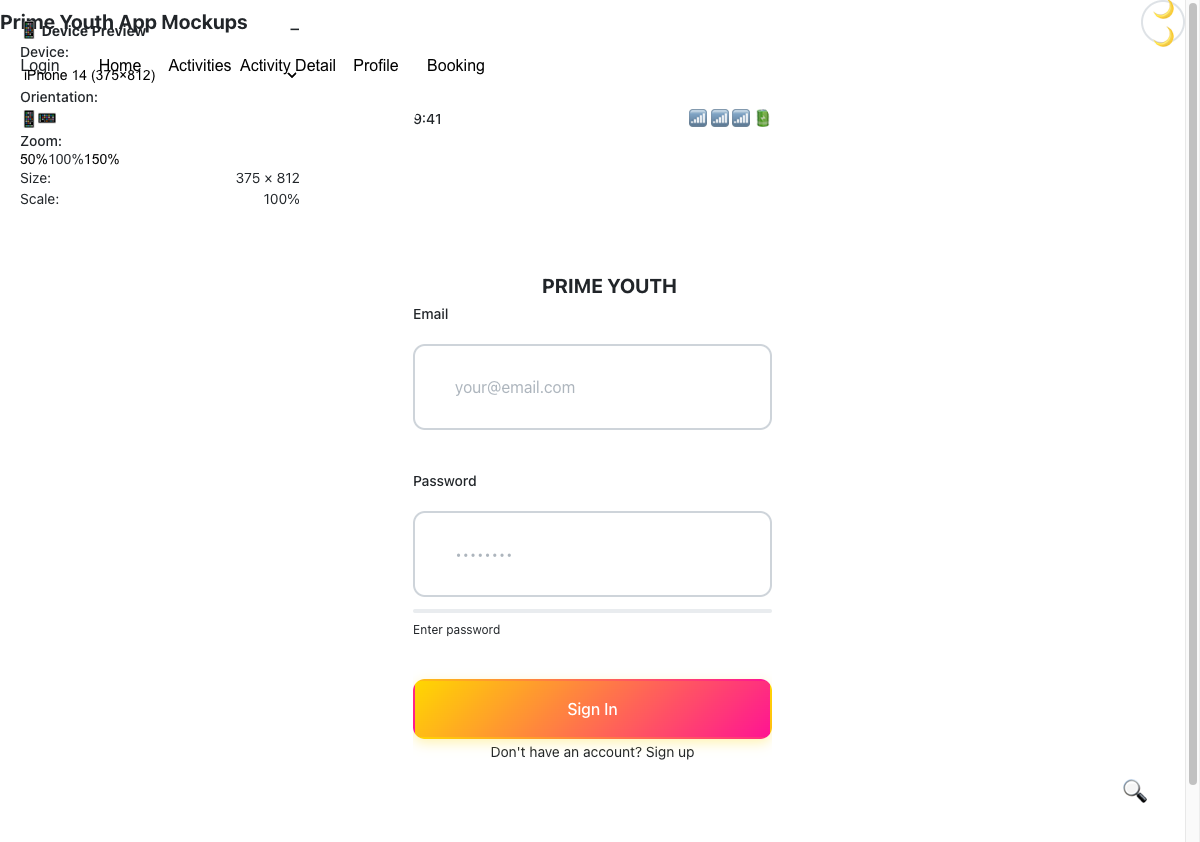 Prime Youth App Mockups
📱 Device Preview
−
Device:
Login Home Activities Activity Detail Profile Booking
iPhone 14 (375×812)
Orientation:
9:41
Zoom:
50%100%150%
Size: 375 × 812
Scale: 100%
PRIME YOUTH
Email
your@email.com
Password
••••••••
Enter password
Sign In
Don't have an account? Sign up